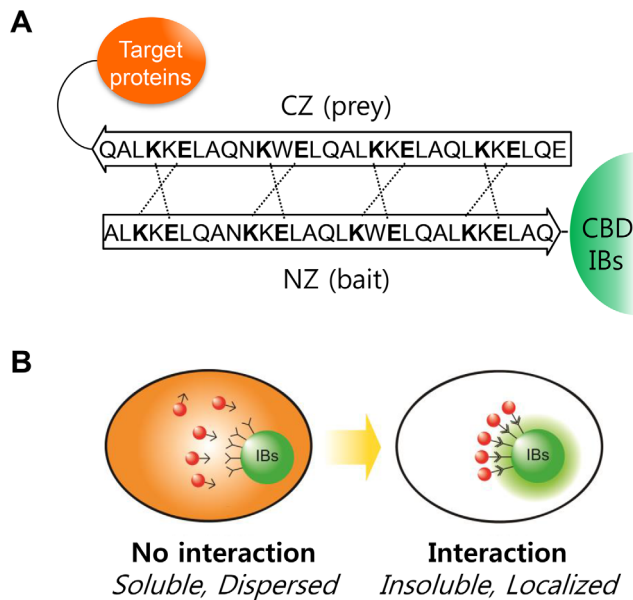 A
Target
proteins
CZ (prey)
QALKKELAQNKWELQALKKELAQLKKELQE
ALKKELQANKKELAQLKWELQALKKELAQ
NZ (bait)
CBD
IBs
B
IBs
IBs
No interaction
Soluble, Dispersed
Interaction
Insoluble, Localized